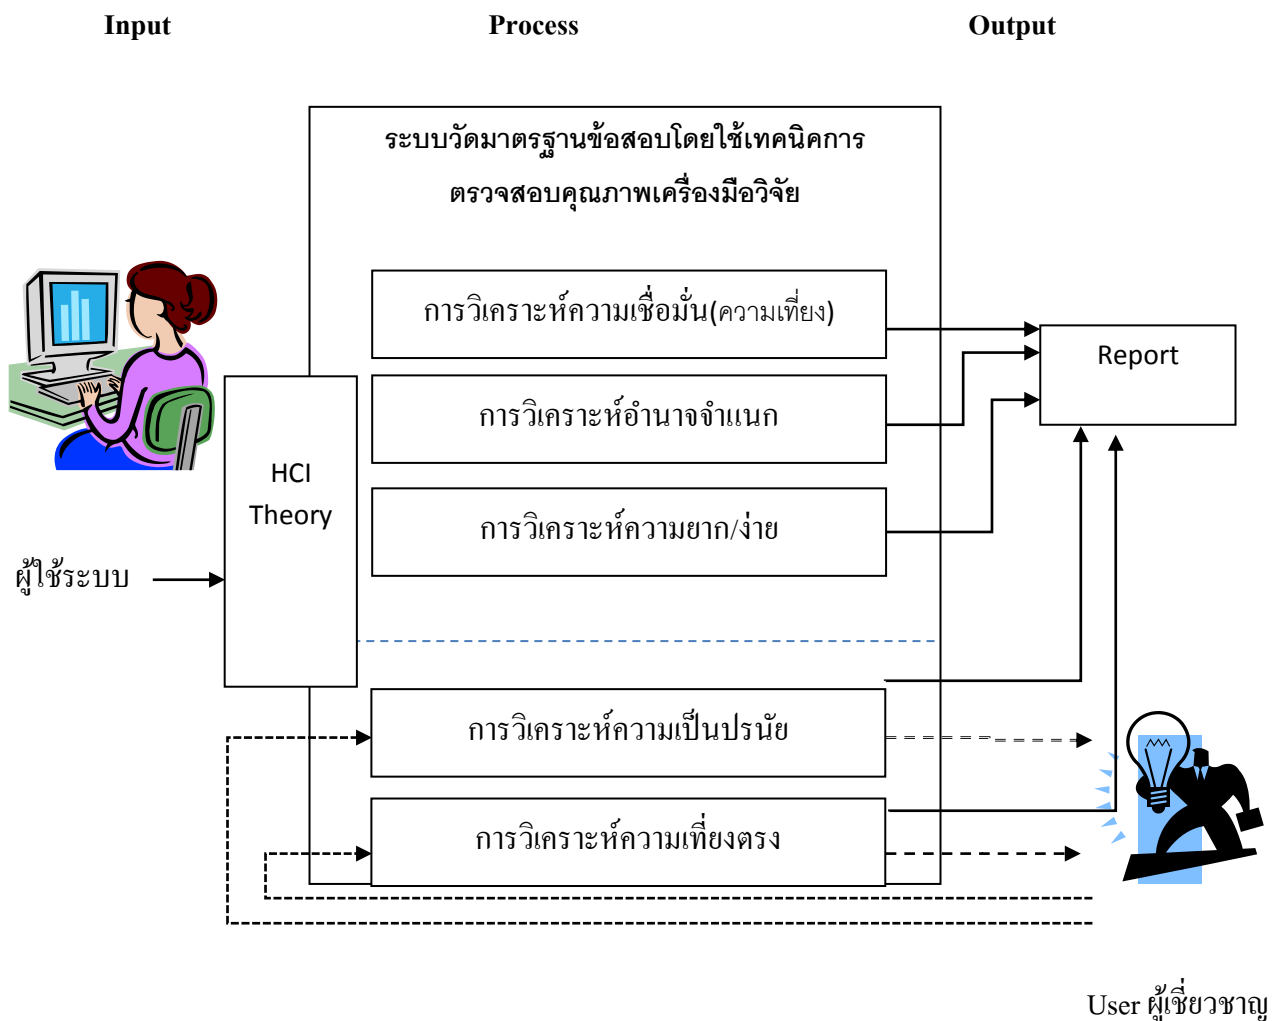 Input
Process
Output
ระบบวัดมาตรฐานข้อสอบโดยใช้เทคนิคการ
ตรวจสอบคุณภาพเครื่องมือวิจัย
การวิเคราะห์ความเชื่อมั่น(ความเที่ยง)
Report
การวิเคราะห์อำนาจจำแนก
HCI
Theory
การวิเคราะห์ความยาก/ง่าย
ผู้ใช้ระบบ
การวิเคราะห์ความเป็นปรนัย
การวิเคราะห์ความเที่ยงตรง
User ผู้เชี่ยวชาญ